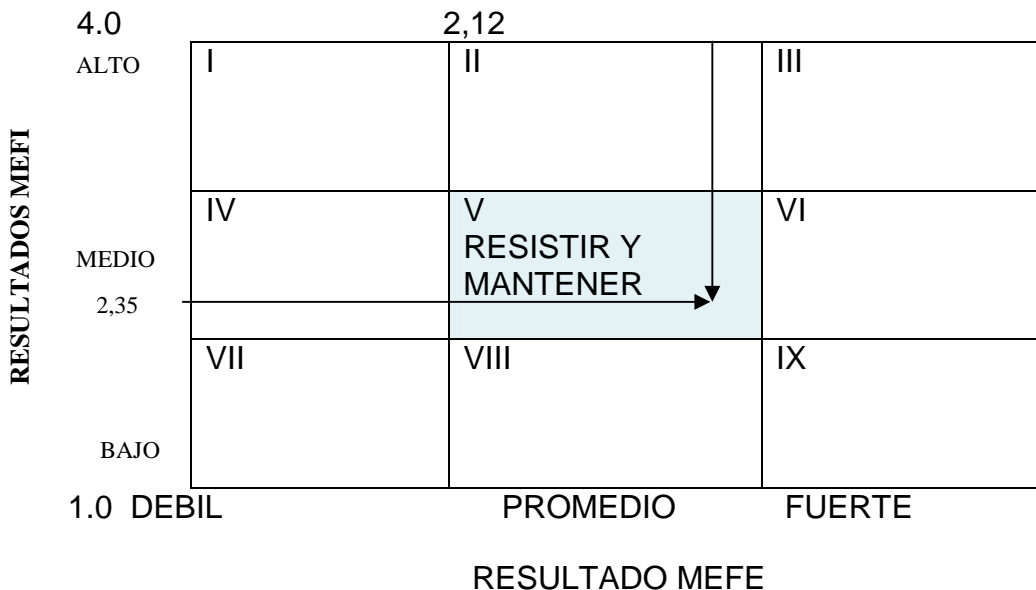 4.0 2,12
ALTO I II III
RESULTADOS MEFI
IV V VI
RESISTIR Y
MEDIO MANTENER
2,35
VII VIII IX
BAJO
1.0 DEBIL PROMEDIO FUERTE
RESULTADO MEFE